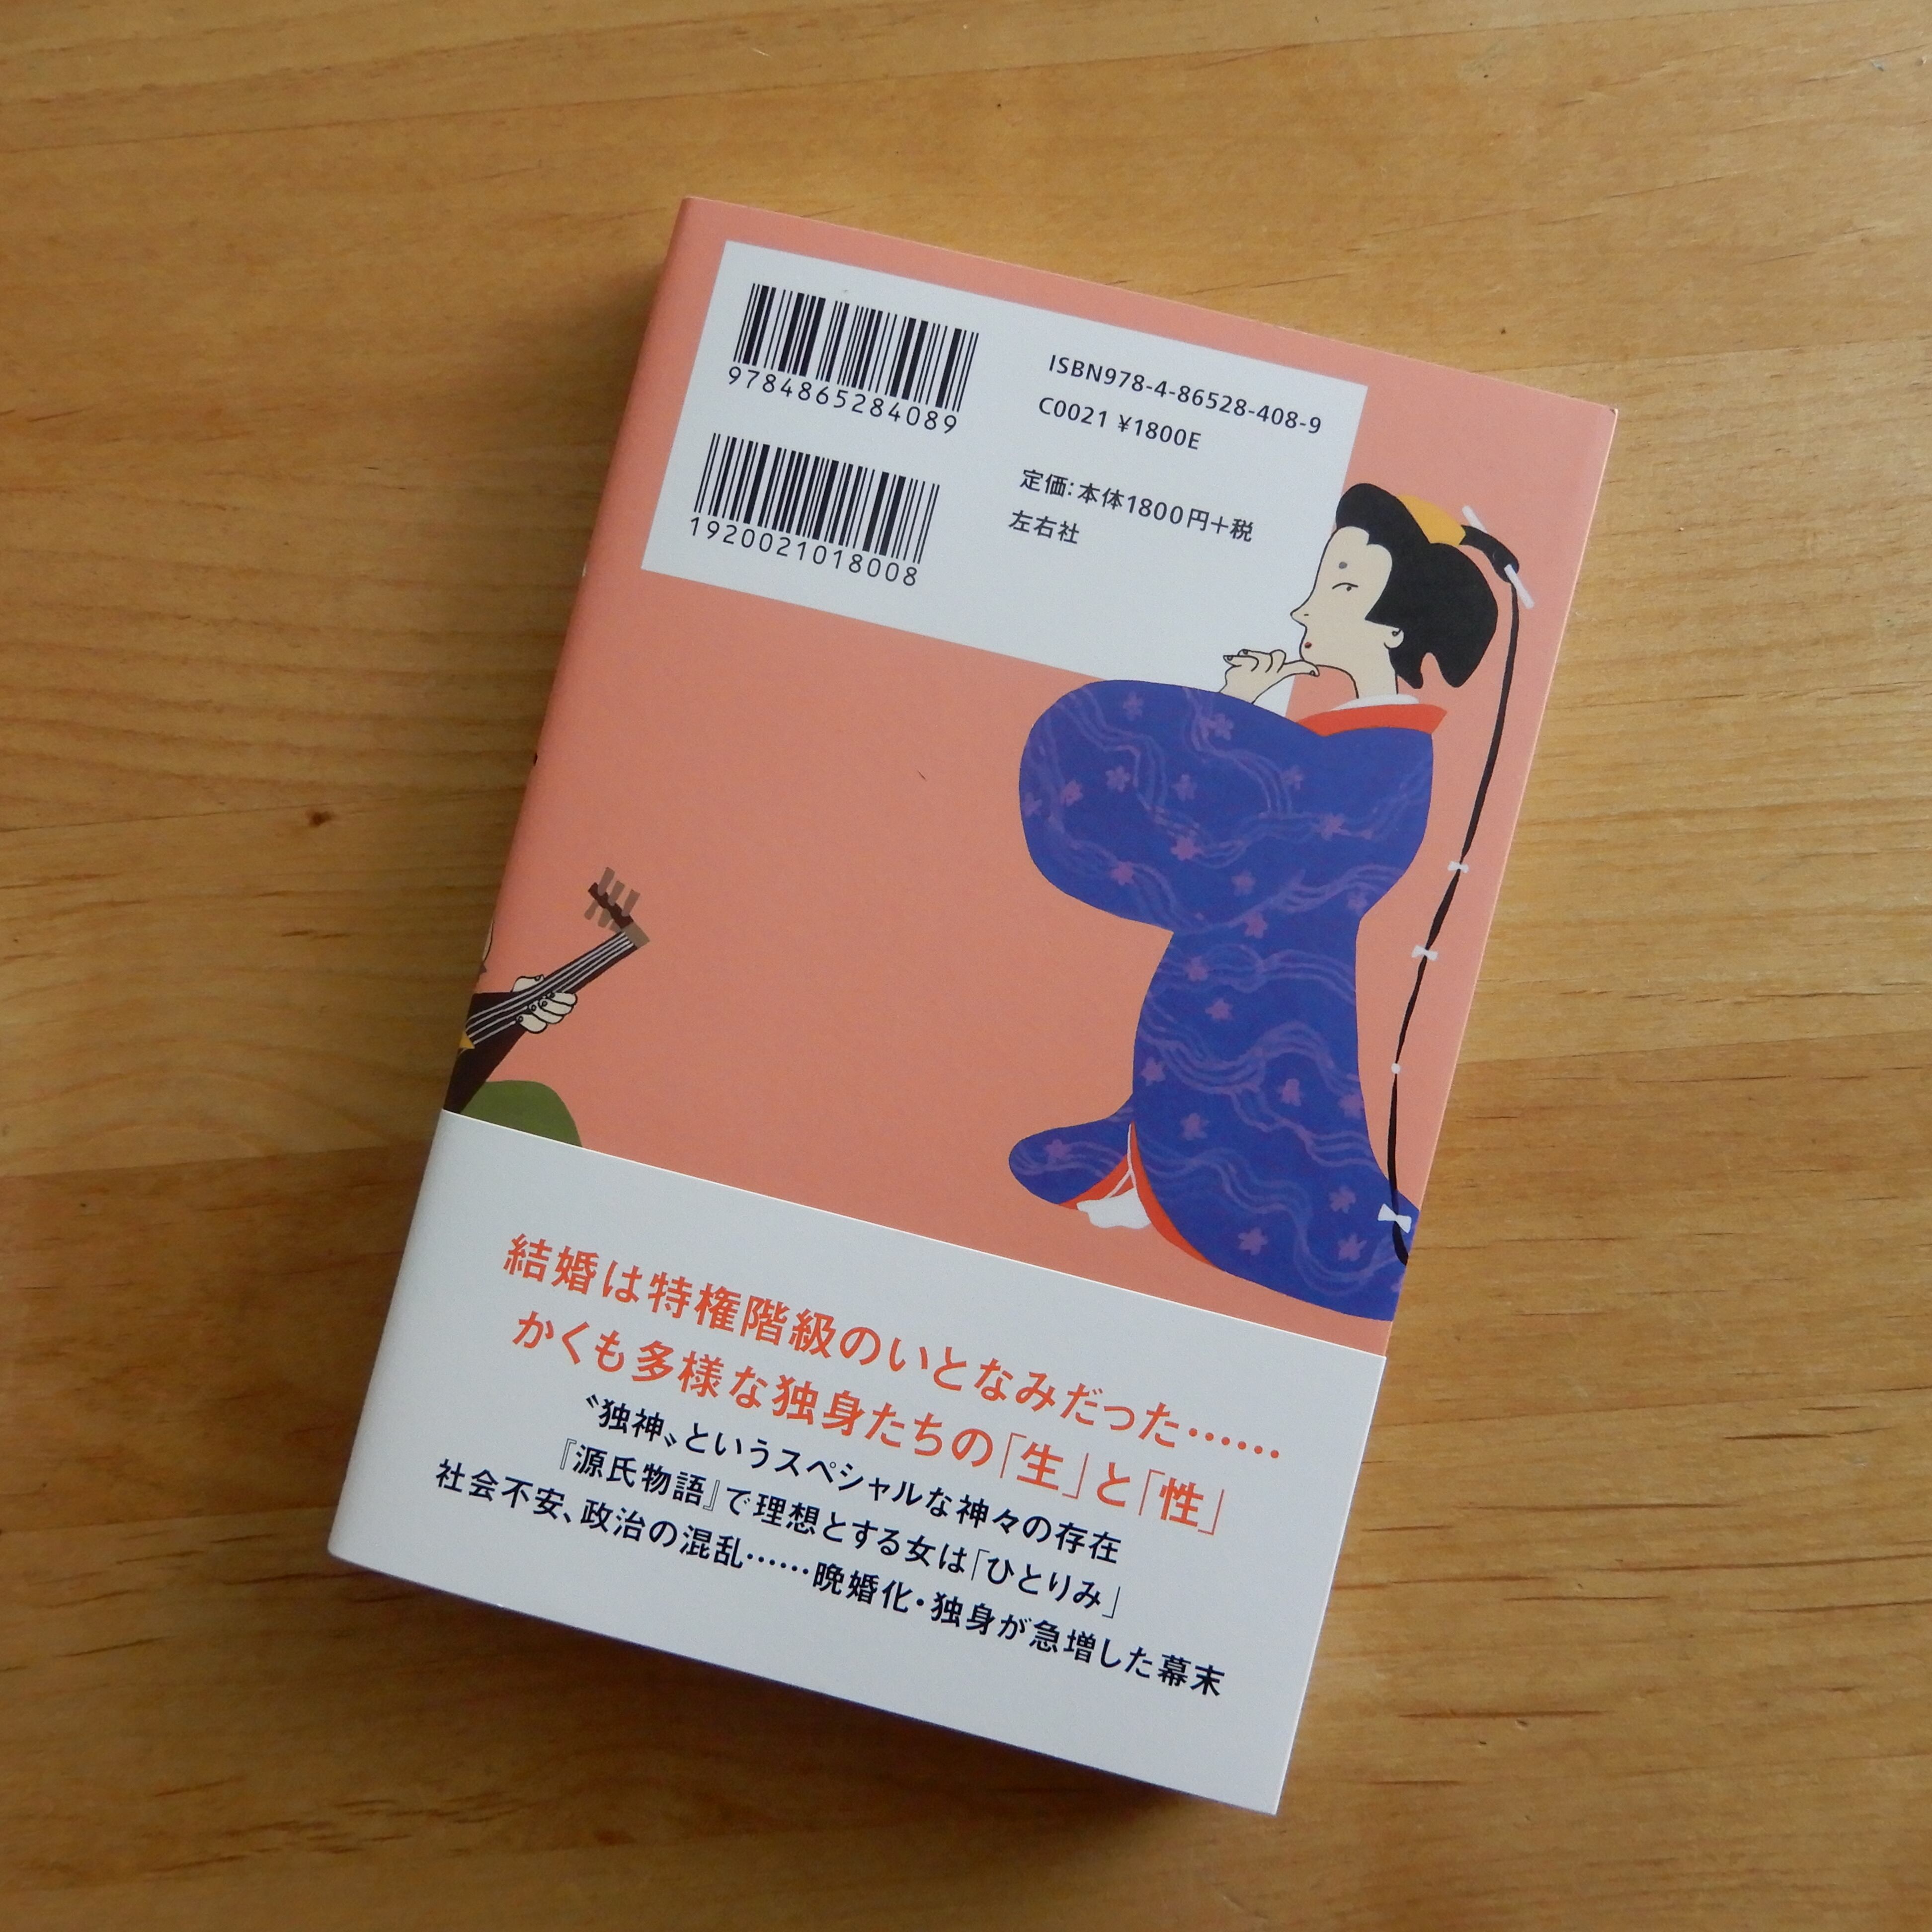 9784865284089
1920021018008
ISBN978-4-86528-408-9
C0021 ¥1800E
定価:本体1800円+税
左右社
結婚は特権階級のいとなみだった……
かくも多様な独身たちの「生」と「性」
〝独神〟というスペシャルな神々の存在
『源氏物語』で理想とする女は「ひとりみ」
社会不安、政治の混乱……晩婚化・独身が急増した幕末